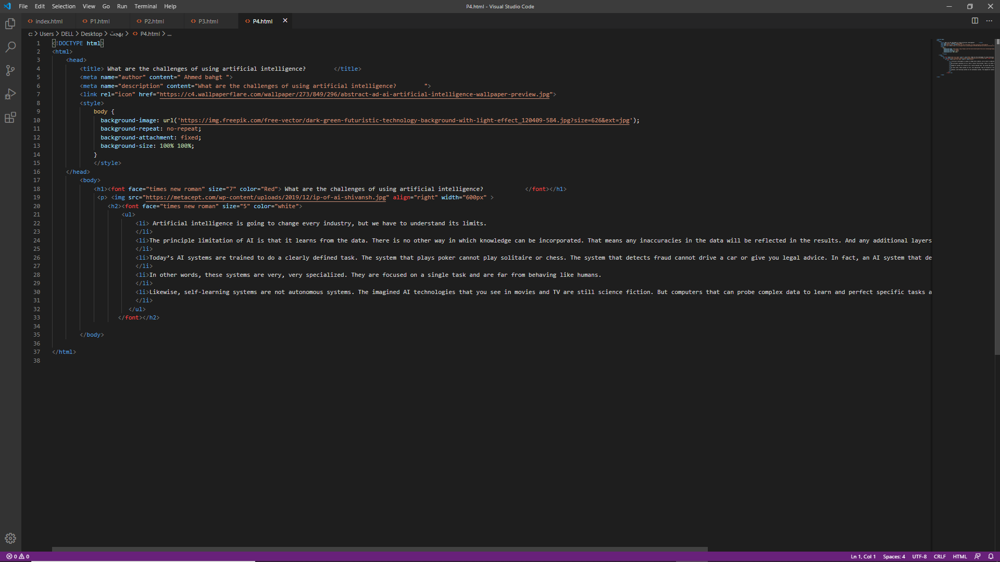 File Edit Selection View Go Run Terminal Help
P4.html - Visual Studio Code
index.html P1.html P2.html P3.html P4.html
c: > Users > DELL > Desktop > بهجت > P4.html > ...
1 <!DOCTYPE html>
2 <html>
3 <head>
4 <title> What are the challenges of using artificial intelligence? </title>
5 <meta name="author" content=" Ahmed bahgt ">
6 <meta name="description" content="What are the challenges of using artificial intelligence? ">
7 <link rel="icon" href="https://c4.wallpaperflare.com/wallpaper/273/849/296/abstract-ad-ai-artificial-intelligence-wallpaper-preview.jpg">
8 <style>
9 body {
10 background-image: url('https://img.freepik.com/free-vector/dark-green-futuristic-technology-background-with-light-effect_120409-584.jpg?size=626&ext=jpg');
11 background-repeat: no-repeat;
12 background-attachment: fixed;
13 background-size: 100% 100%;
14 }
15 </style>
16 </head>
17 <body>
18 <h1><font face="times new roman" size="7" color="Red"> What are the challenges of using artificial intelligence? </font></h1>
19 <p> <img src="https://metacept.com/wp-content/uploads/2019/12/ip-of-ai-shivansh.jpg" align="right" width="600px" >
20 <h2><font face="times new roman" size="5" color="white">
21 <ul>
22 <li> Artificial intelligence is going to change every industry, but we have to understand its limits.
23 </li>
24 <li>The principle limitation of AI is that it learns from the data. There is no other way in which knowledge can be incorporated. That means any inaccuracies in the data will be reflected in the results. And any additional layers
25 </li>
26 <li>Today’s AI systems are trained to do a clearly defined task. The system that plays poker cannot play solitaire or chess. The system that detects fraud cannot drive a car or give you legal advice. In fact, an AI system that de
27 </li>
28 <li>In other words, these systems are very, very specialized. They are focused on a single task and are far from behaving like humans.
29 </li>
30 <li>Likewise, self-learning systems are not autonomous systems. The imagined AI technologies that you see in movies and TV are still science fiction. But computers that can probe complex data to learn and perfect specific tasks a
31 </li>
32 </ul>
33 </font></h2>
34
35 </body>
36
37 </html>
38
0 0 Ln 1, Col 1 Spaces: 4 UTF-8 CRLF HTML